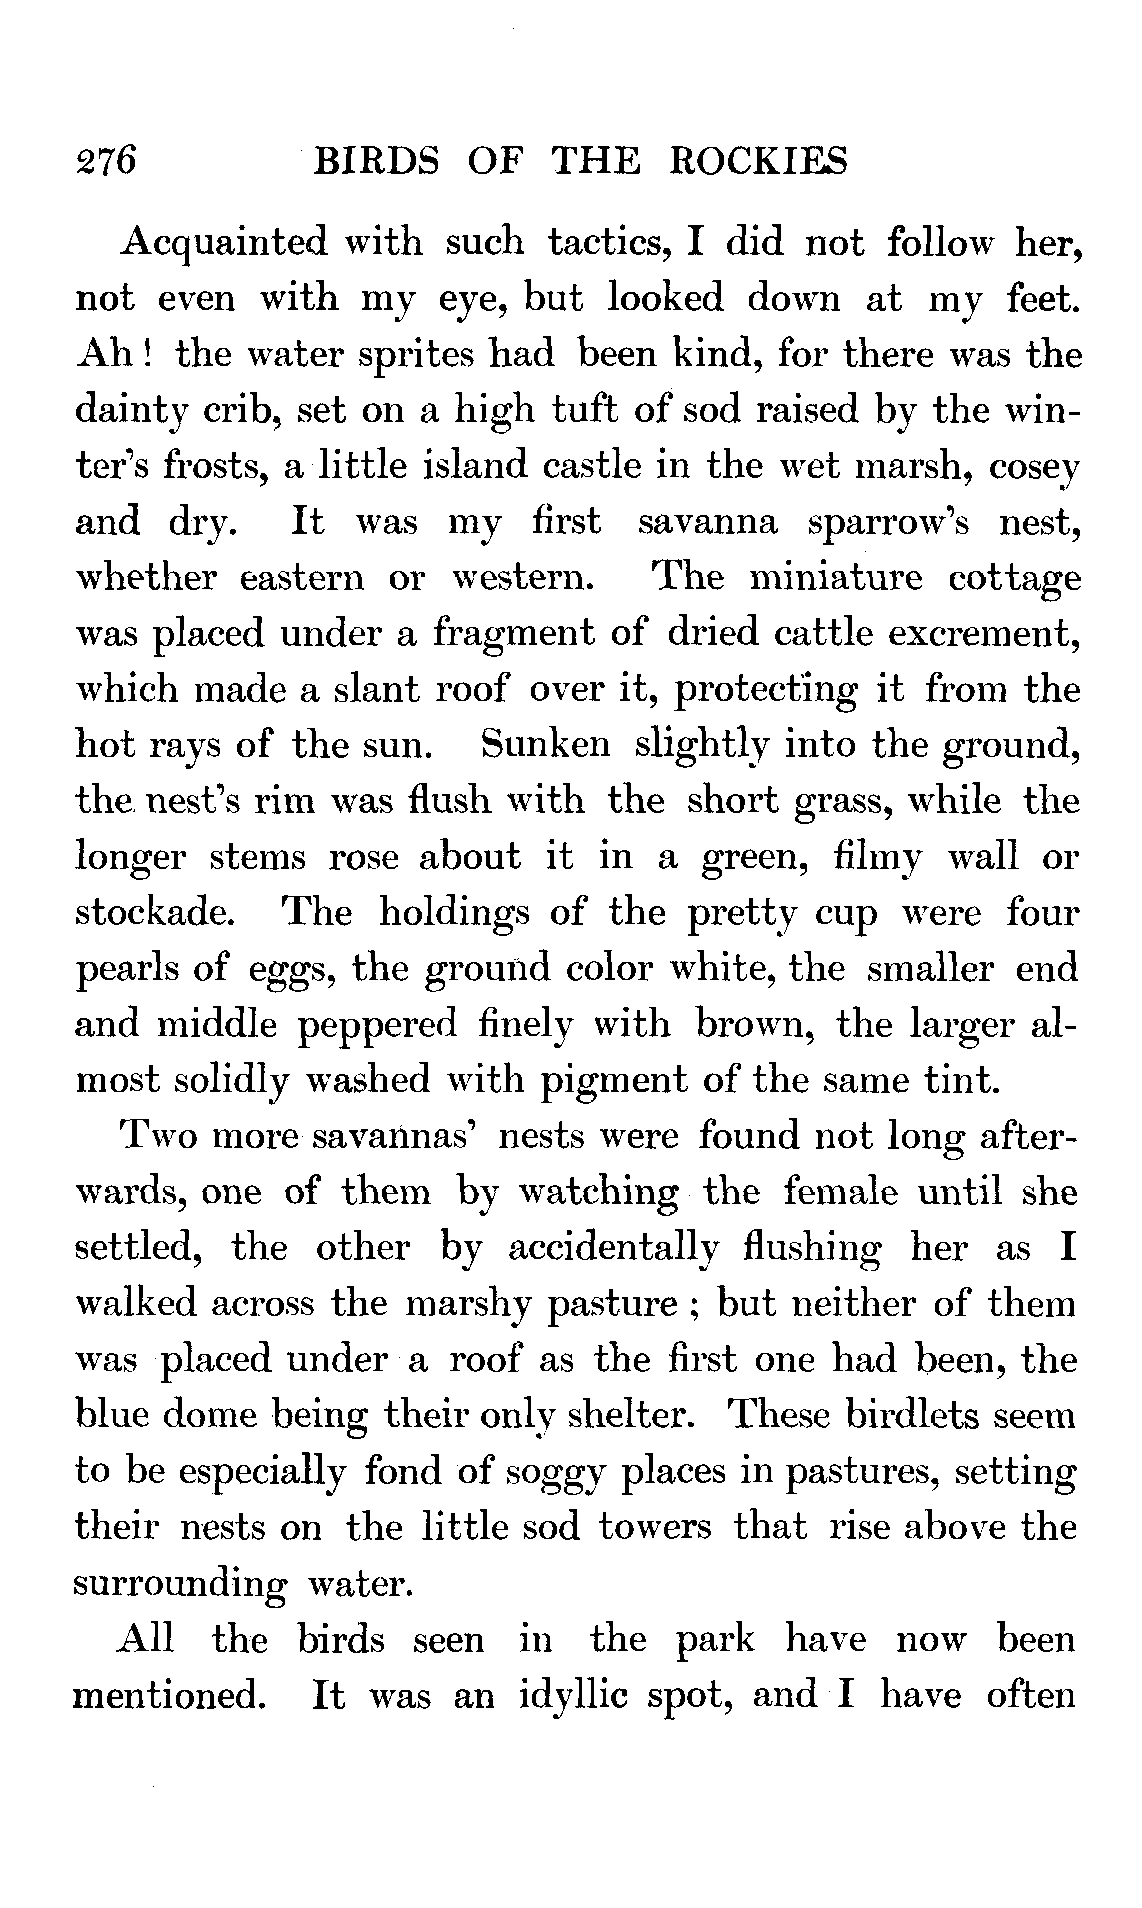 276 BIRDS OF THE ROCKIES
Acquainted with such tactics, I did not follow her,
not even with my eye, but looked down at my feet.
Ah ! the water sprites had been kind, for there was the
dainty crib, set on a high tuft of sod raised by the win-
ter's frosts, a little island castle in the wet marsh, cosey
and dry. It was my first savanna sparrow's nest,
whether eastern or western. The miniature cottage
was placed under a fragment of dried cattle excrement,
which made a slant roof over it, protecting it from the
hot rays of the sun. Sunken slightly into the ground,
the nest's rim was flush with the short grass, while the
longer stems rose about it in a green, filmy wall or
stockade. The holdings of the pretty cup were four
pearls of eggs, the ground color white, the smaller end
and middle peppered finely with brown, the larger al-
most solidly washed with pigment of the same tint.
Two more savannas' nests were found not long after-
wards, one of them by watching the female until she
settled, the other by accidentally flushing her as I
walked across the marshy pasture ; but neither of them
was placed under a roof as the first one had been, the
blue dome being their only shelter. These birdlets seem
to be especially fond of soggy places in pastures, setting
their nests on the little sod towers that rise above the
surrounding water.
All the birds seen in the park have now been
mentioned. It was an idyllic spot, and I have often